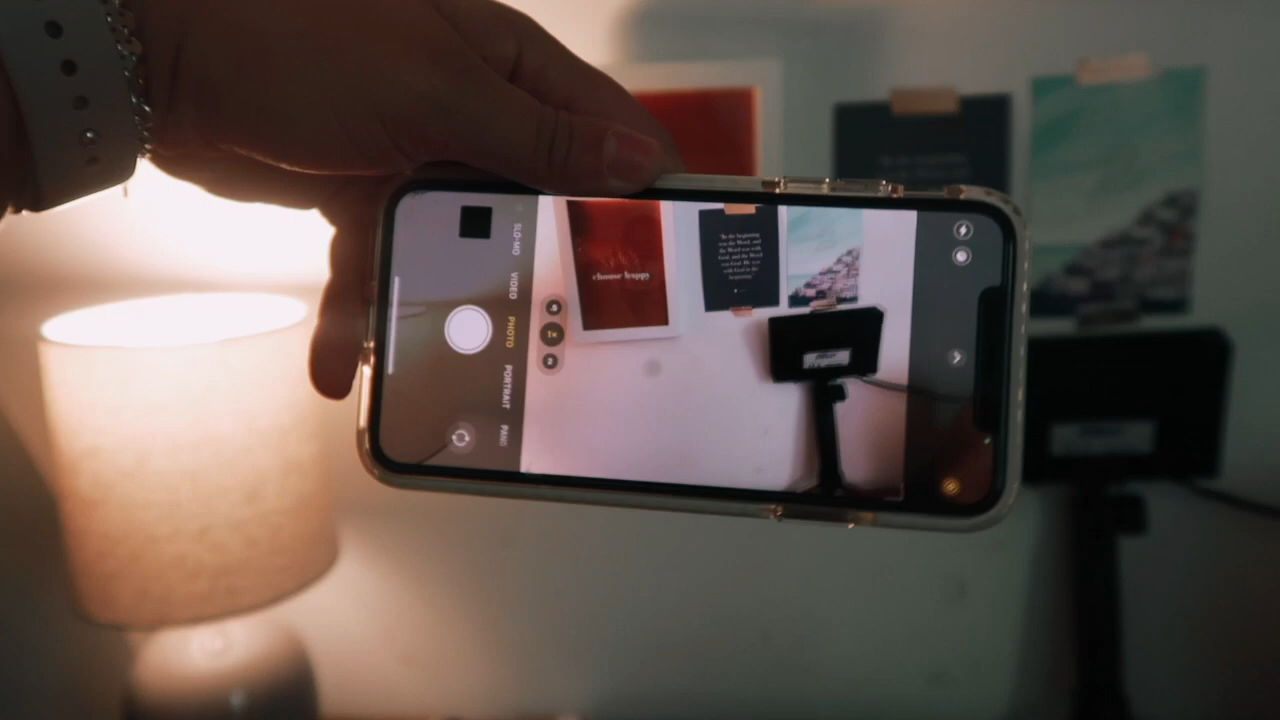 SLO-MO
VIDEO
PHOTO
PORTRAIT
PANO
1×
choose happy
"In the beginning
was the Word, and
the Word was with
God, and the Word
was God. He was
with God in the
beginning"